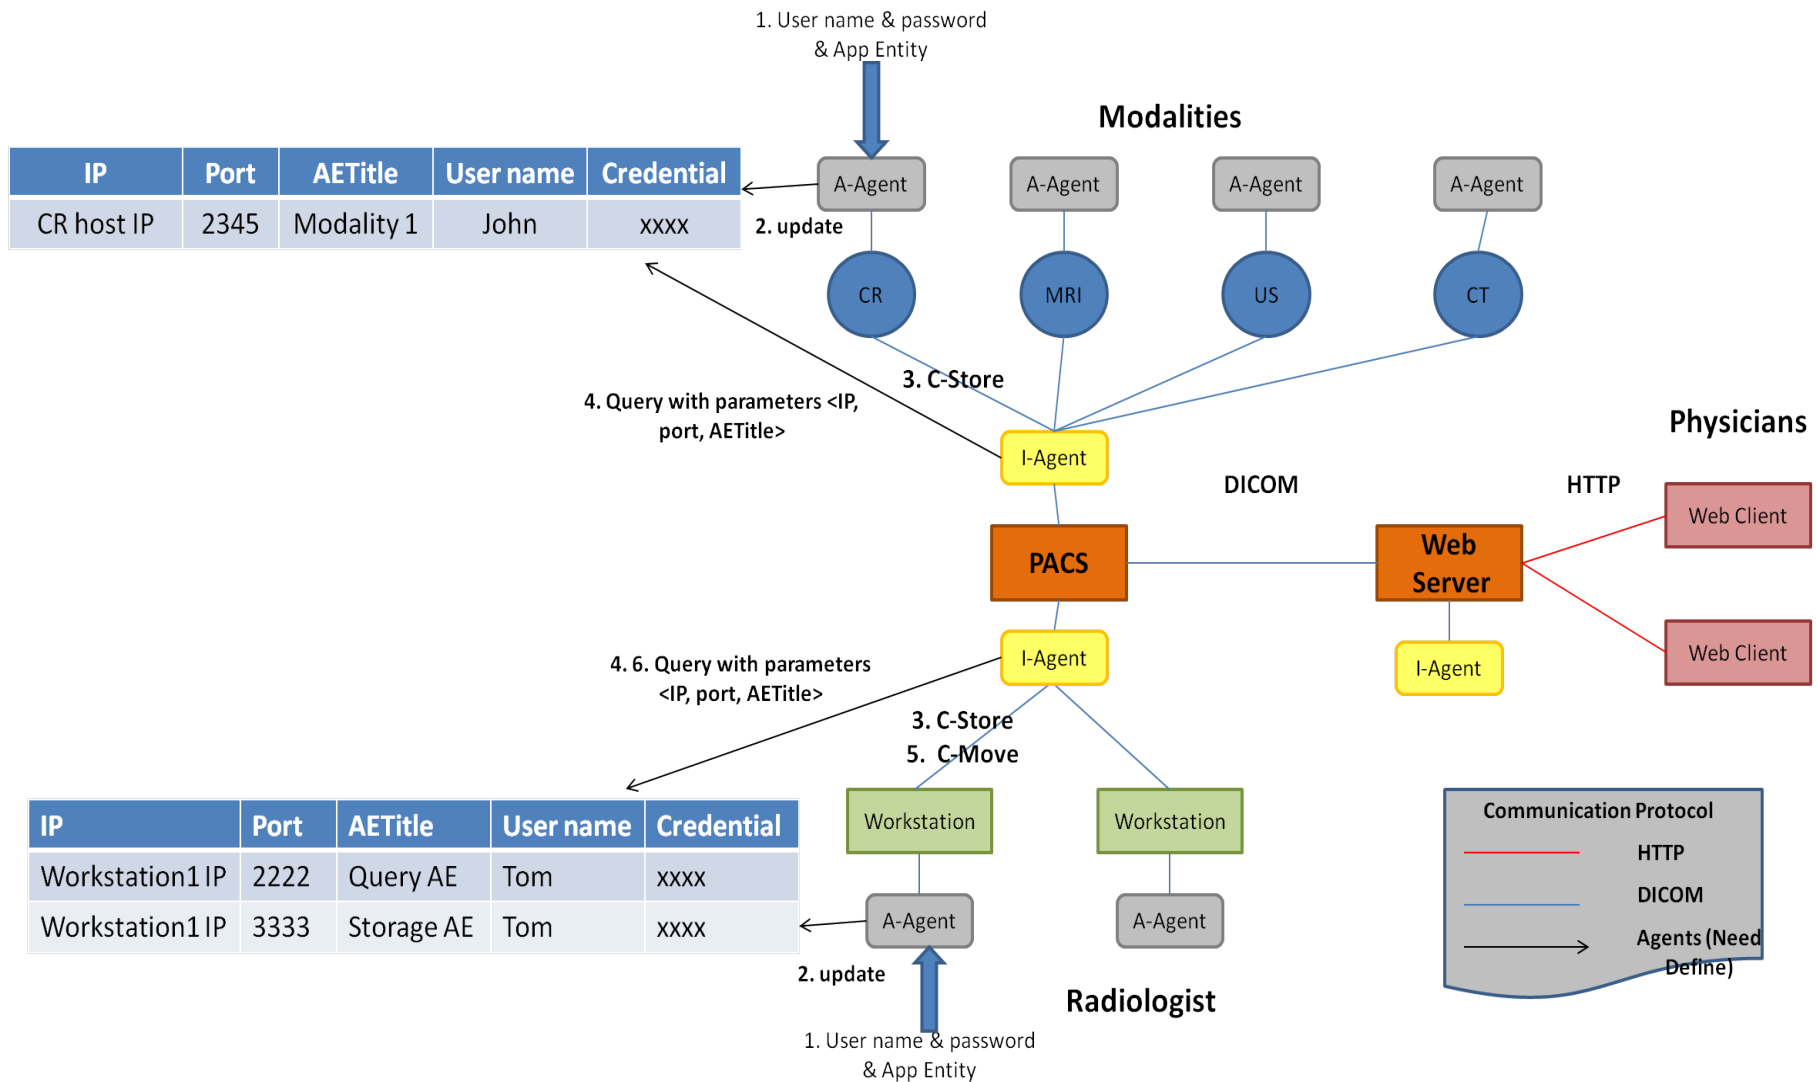 1. User name & password
& App Entity
Modalities
IP Port AETitle User name Credential
CR host IP 2345 Modality 1 John xxxx
A-Agent A-Agent A-Agent A-Agent
2. update
CR MRI US CT
3. C-Store
4. Query with parameters <IP,
port, AETitle>
I-Agent
Physicians
DICOM HTTP
Web Client
PACS
Web
Server
Web Client
I-Agent
I-Agent
4. 6. Query with parameters
<IP, port, AETitle>
3. C-Store
5. C-Move
IP Port AETitle User name Credential
Workstation1 IP 2222 Query AE Tom xxxx
Workstation1 IP 3333 Storage AE Tom xxxx
Workstation Workstation
A-Agent A-Agent
2. update
Radiologist
1. User name & password
& App Entity
Communication Protocol
HTTP
DICOM
Agents (Need
Define)